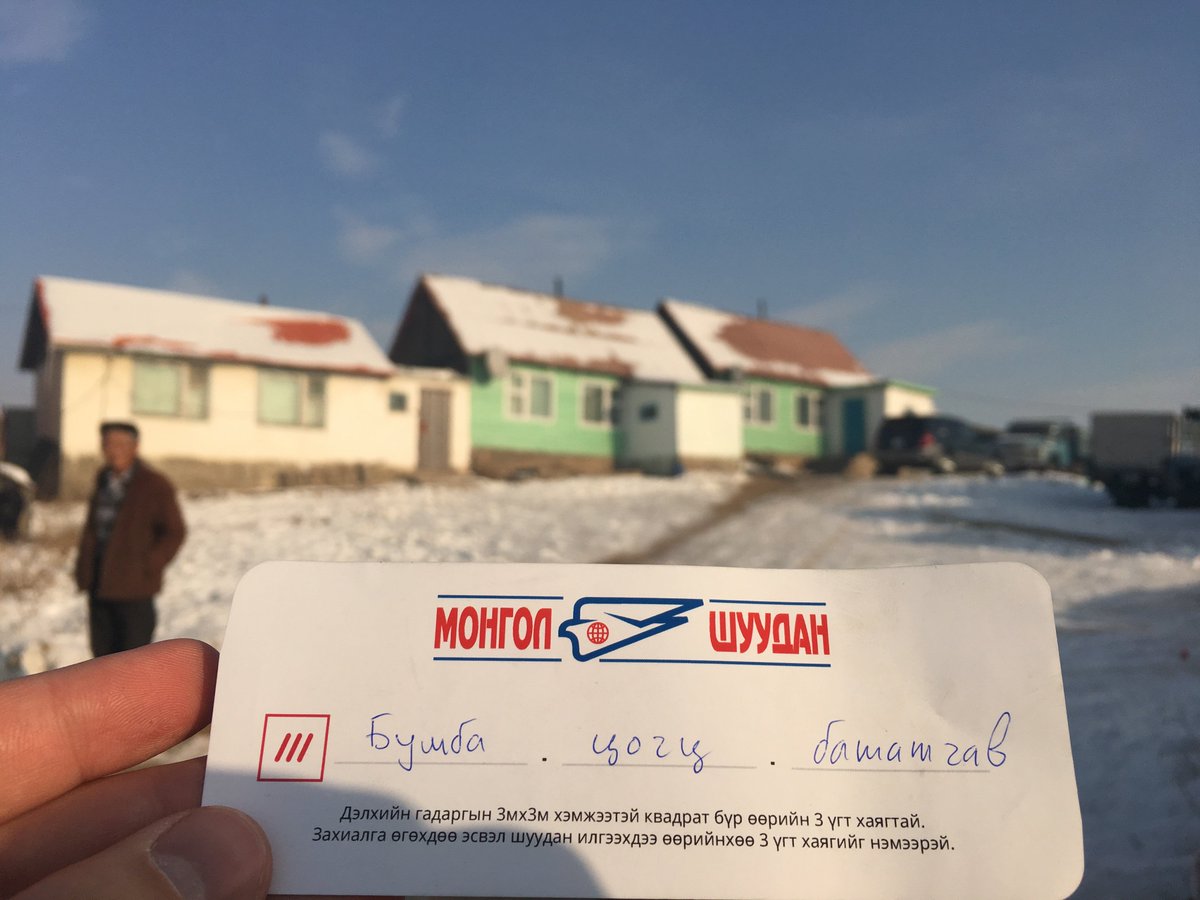 МОНГОЛ ШУУДАН
/// Бумба . цогц . бататгав
Дэлхийн гадаргын 3мх3м хэмжээтэй квадрат бүр өөрийн 3 үгт хаягтай.
Захиалга өгөхдөө эсвэл шуудан илгээхдээ өөрийнхөө 3 үгт хаягийг нэмээрэй.